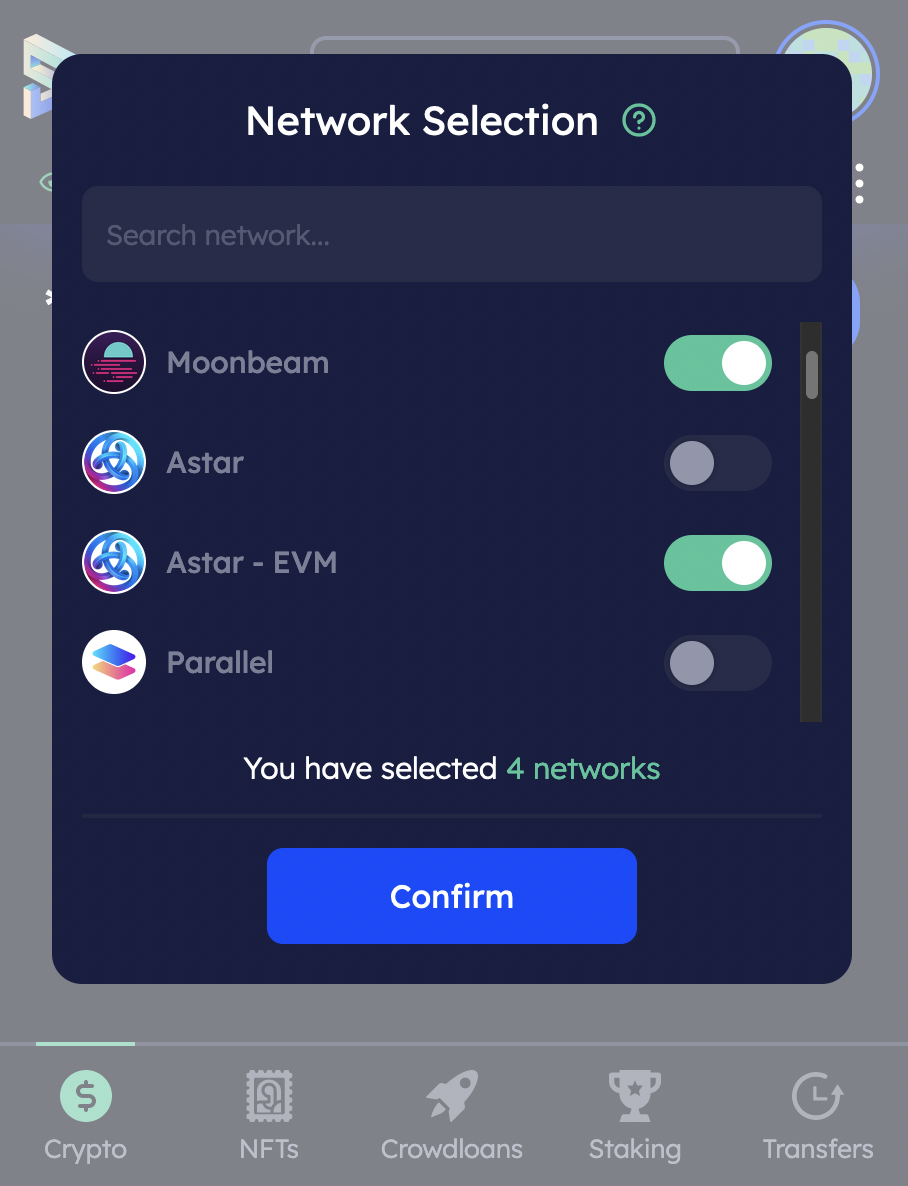 Network Selection
Search network...
Moonbeam
Astar
Astar - EVM
Parallel
You have selected 4 networks
Confirm
Crypto
NFTs
Crowdloans
Staking
Transfers